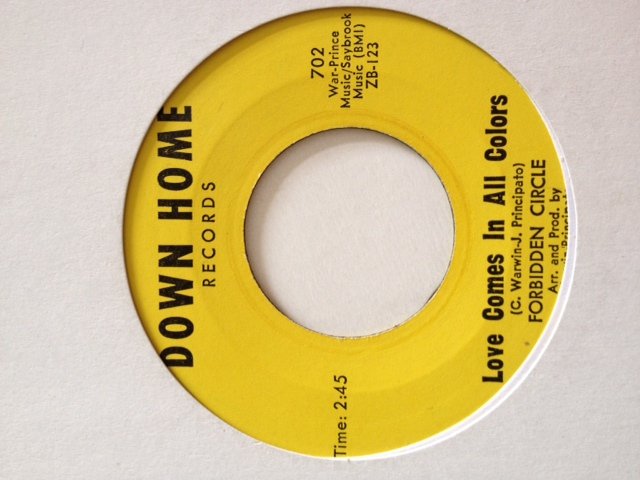 DOWN HOME
RECORDS
702
War-Prince
Music/Saybrook
Music (BMI)
ZB-123
Time: 2:45
Love Comes In All Colors
(C. Warwin-J. Principato)
FORBIDDEN CIRCLE
Arr. and Prod. by